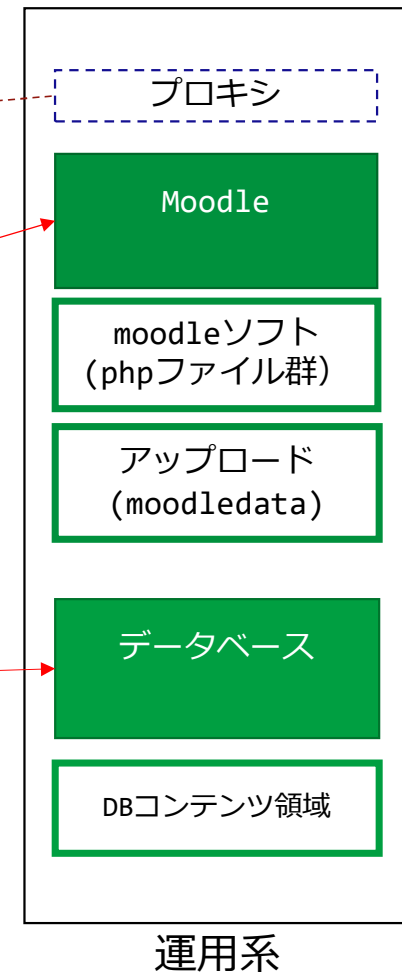 プロキシ
Moodle
moodleソフト
(phpファイル群）
アップロード
(moodledata)
データベース
DBコンテンツ領域
運用系